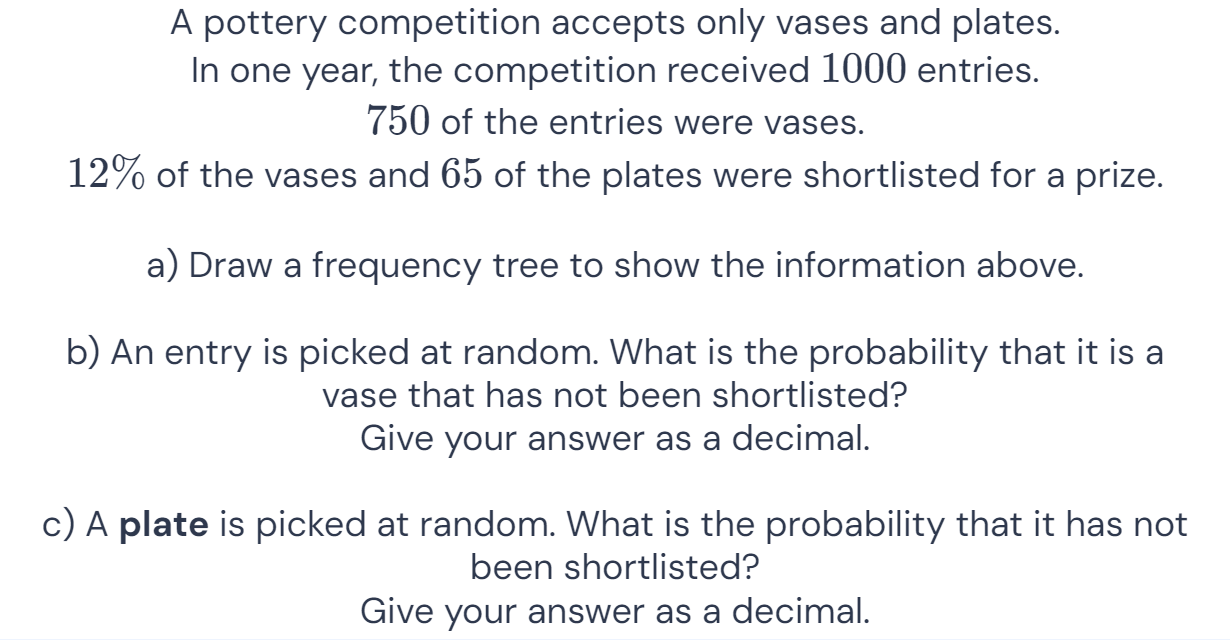 A pottery competition accepts only vases and plates.
In one year, the competition received 1000 entries.
750 of the entries were vases.
12% of the vases and 65 of the plates were shortlisted for a prize.
a) Draw a frequency tree to show the information above.
b) An entry is picked at random. What is the probability that it is a
vase that has not been shortlisted?
Give your answer as a decimal.
c) A plate is picked at random. What is the probability that it has not
been shortlisted?
Give your answer as a decimal.